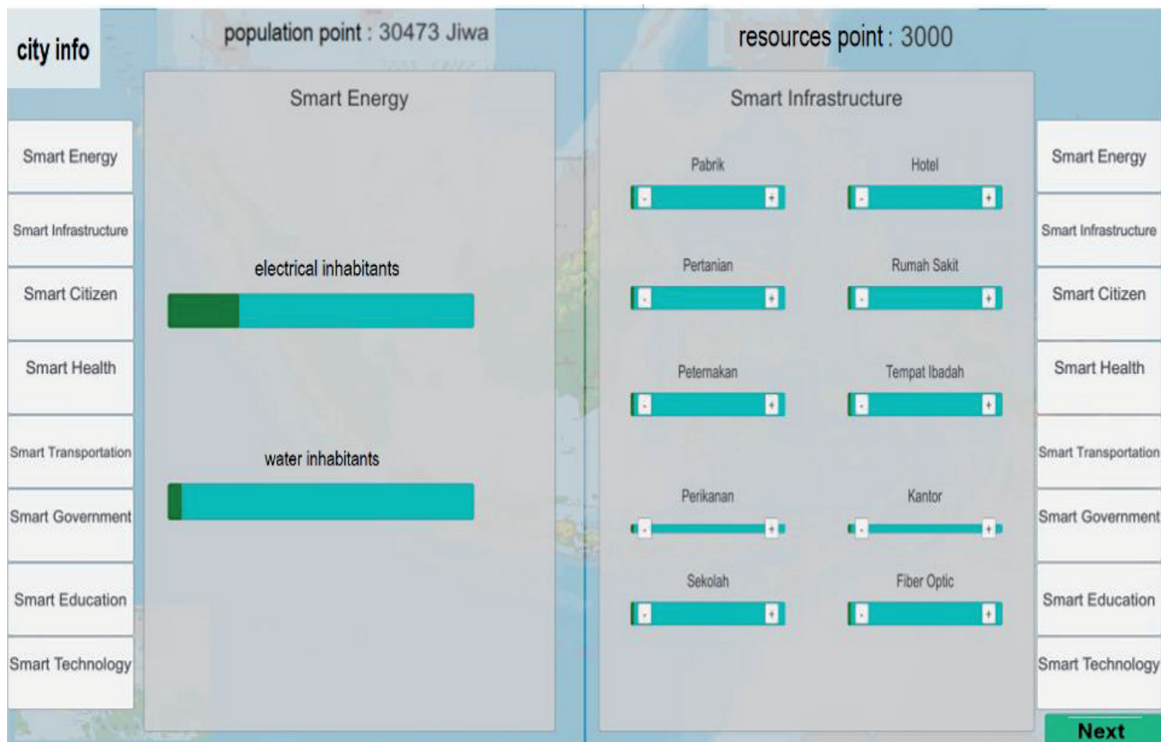 city info
population point : 30473 Jiwa
resources point : 3000
Smart Energy
Smart Infrastructure
Smart Citizen
Smart Health
Smart Transportation
Smart Government
Smart Education
Smart Technology
Smart Energy
electrical inhabitants
water inhabitants
Smart Infrastructure
Pabrik
- +
Hotel
- +
Pertanian
- +
Rumah Sakit
- +
Peternakan
- +
Tempat Ibadah
- +
Perikanan
- +
Kantor
- +
Sekolah
- +
Fiber Optic
- +
Smart Energy
Smart Infrastructure
Smart Citizen
Smart Health
Smart Transportation
Smart Government
Smart Education
Smart Technology
Next